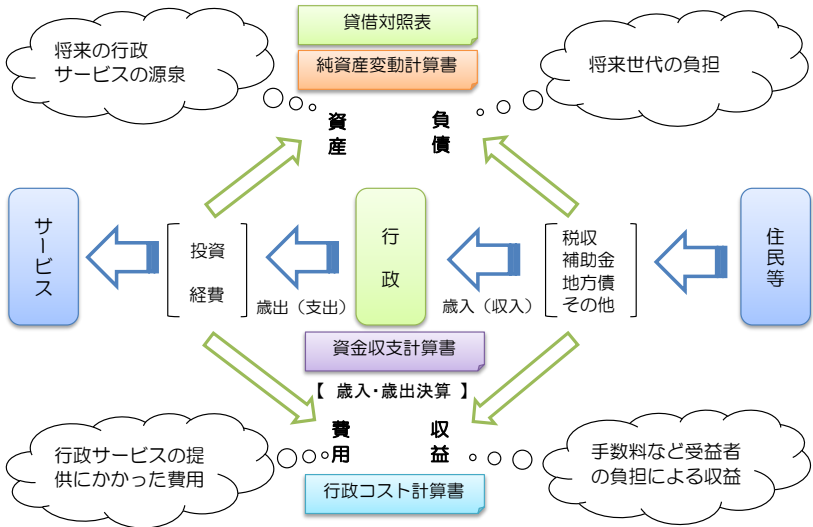 貸借対照表
純資産変動計算書
将来の行政
サービスの源泉
将来世代の負担
資産
負債
サービス
投資
経費
歳出（支出）
行政
歳入（収入）
税収
補助金
地方債
その他
住民等
資金収支計算書
【 歳入・歳出決算 】
費用
収益
行政サービスの提
供にかかった費用
手数料など受益者
の負担による収益
行政コスト計算書